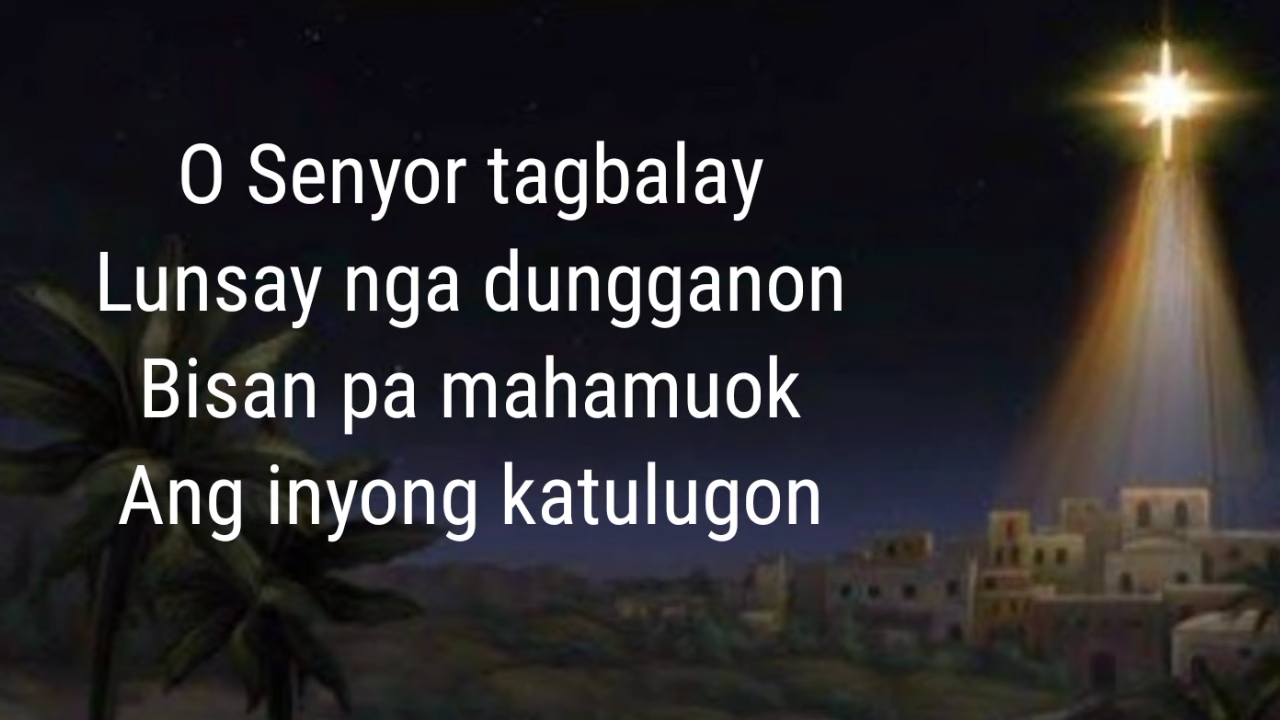 O Senyor tagbalay
Lunsay nga dungganon
Bisan pa mahamuok
Ang inyong katulugon